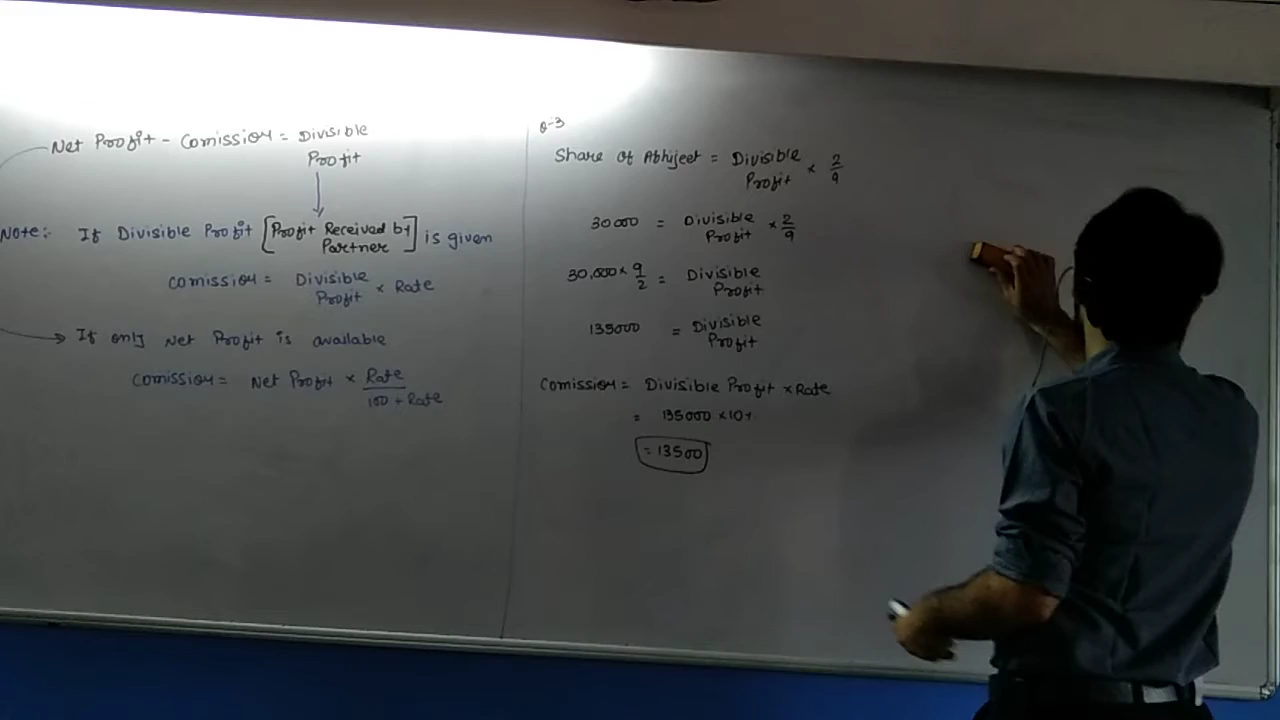 Net Profit - Comission = Divisible
Profit
Note:- If Divisible Profit [Profit Received by
Partner] is given
Comission = Divisible
Profit × Rate
If only Net Profit is available
Comission = Net Profit × Rate
100 + Rate
Q-3
Share of Abhijeet = Divisible
Profit × 2/9
30000 = Divisible
Profit × 2/9
30,000 × 9/2 = Divisible
Profit
135000 = Divisible
Profit
Comission = Divisible Profit × Rate
= 135000 × 10%
= 13500